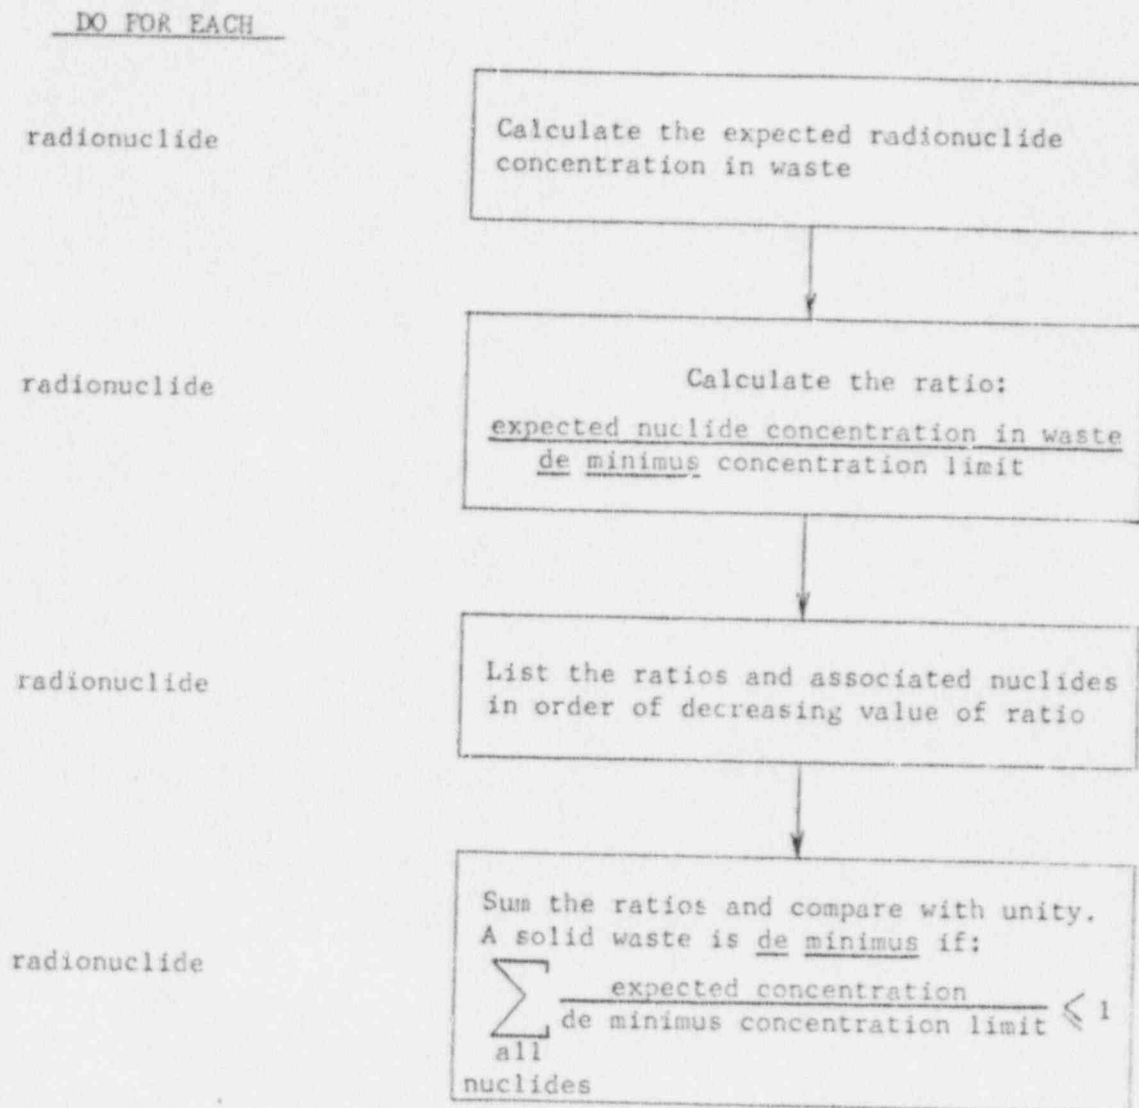 DO FOR EACH
radionuclide
Calculate the expected radionuclide
concentration in waste
radionuclide
Calculate the ratio:
expected nuclide concentration in waste
de minimus concentration limit
radionuclide
List the ratios and associated nuclides
in order of decreasing value of ratio
radionuclide
Sum the ratios and compare with unity.
A solid waste is de minimus if:
∑ expected concentration
de minimus concentration limit ⩽ 1
all
nuclides